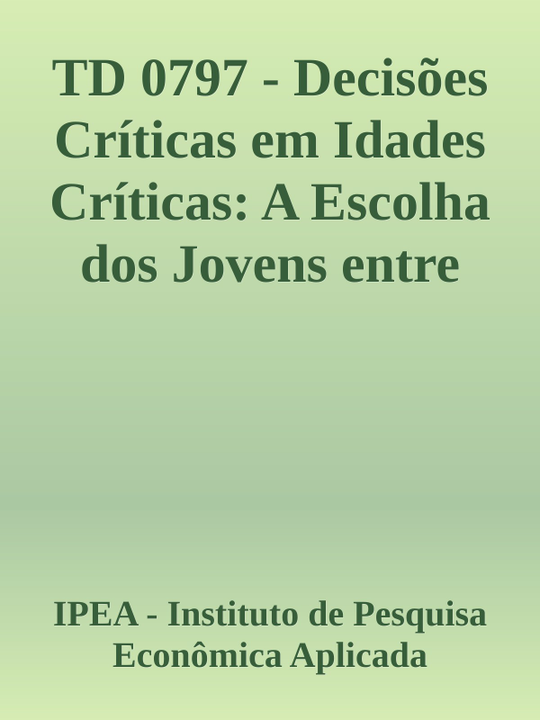 TD 0797 - Decisões
Críticas em Idades
Críticas: A Escolha
dos Jovens entre
IPEA - Instituto de Pesquisa
Econômica Aplicada